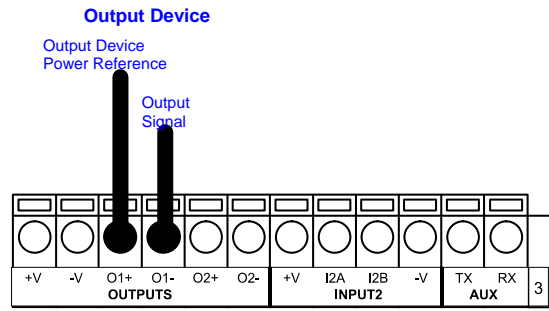 Output Device
Output Device
Power Reference
Output
Signal
+V -V O1+ O1- O2+ O2- +V I2A I2B -V TX RX
OUTPUTS INPUT2 AUX 3